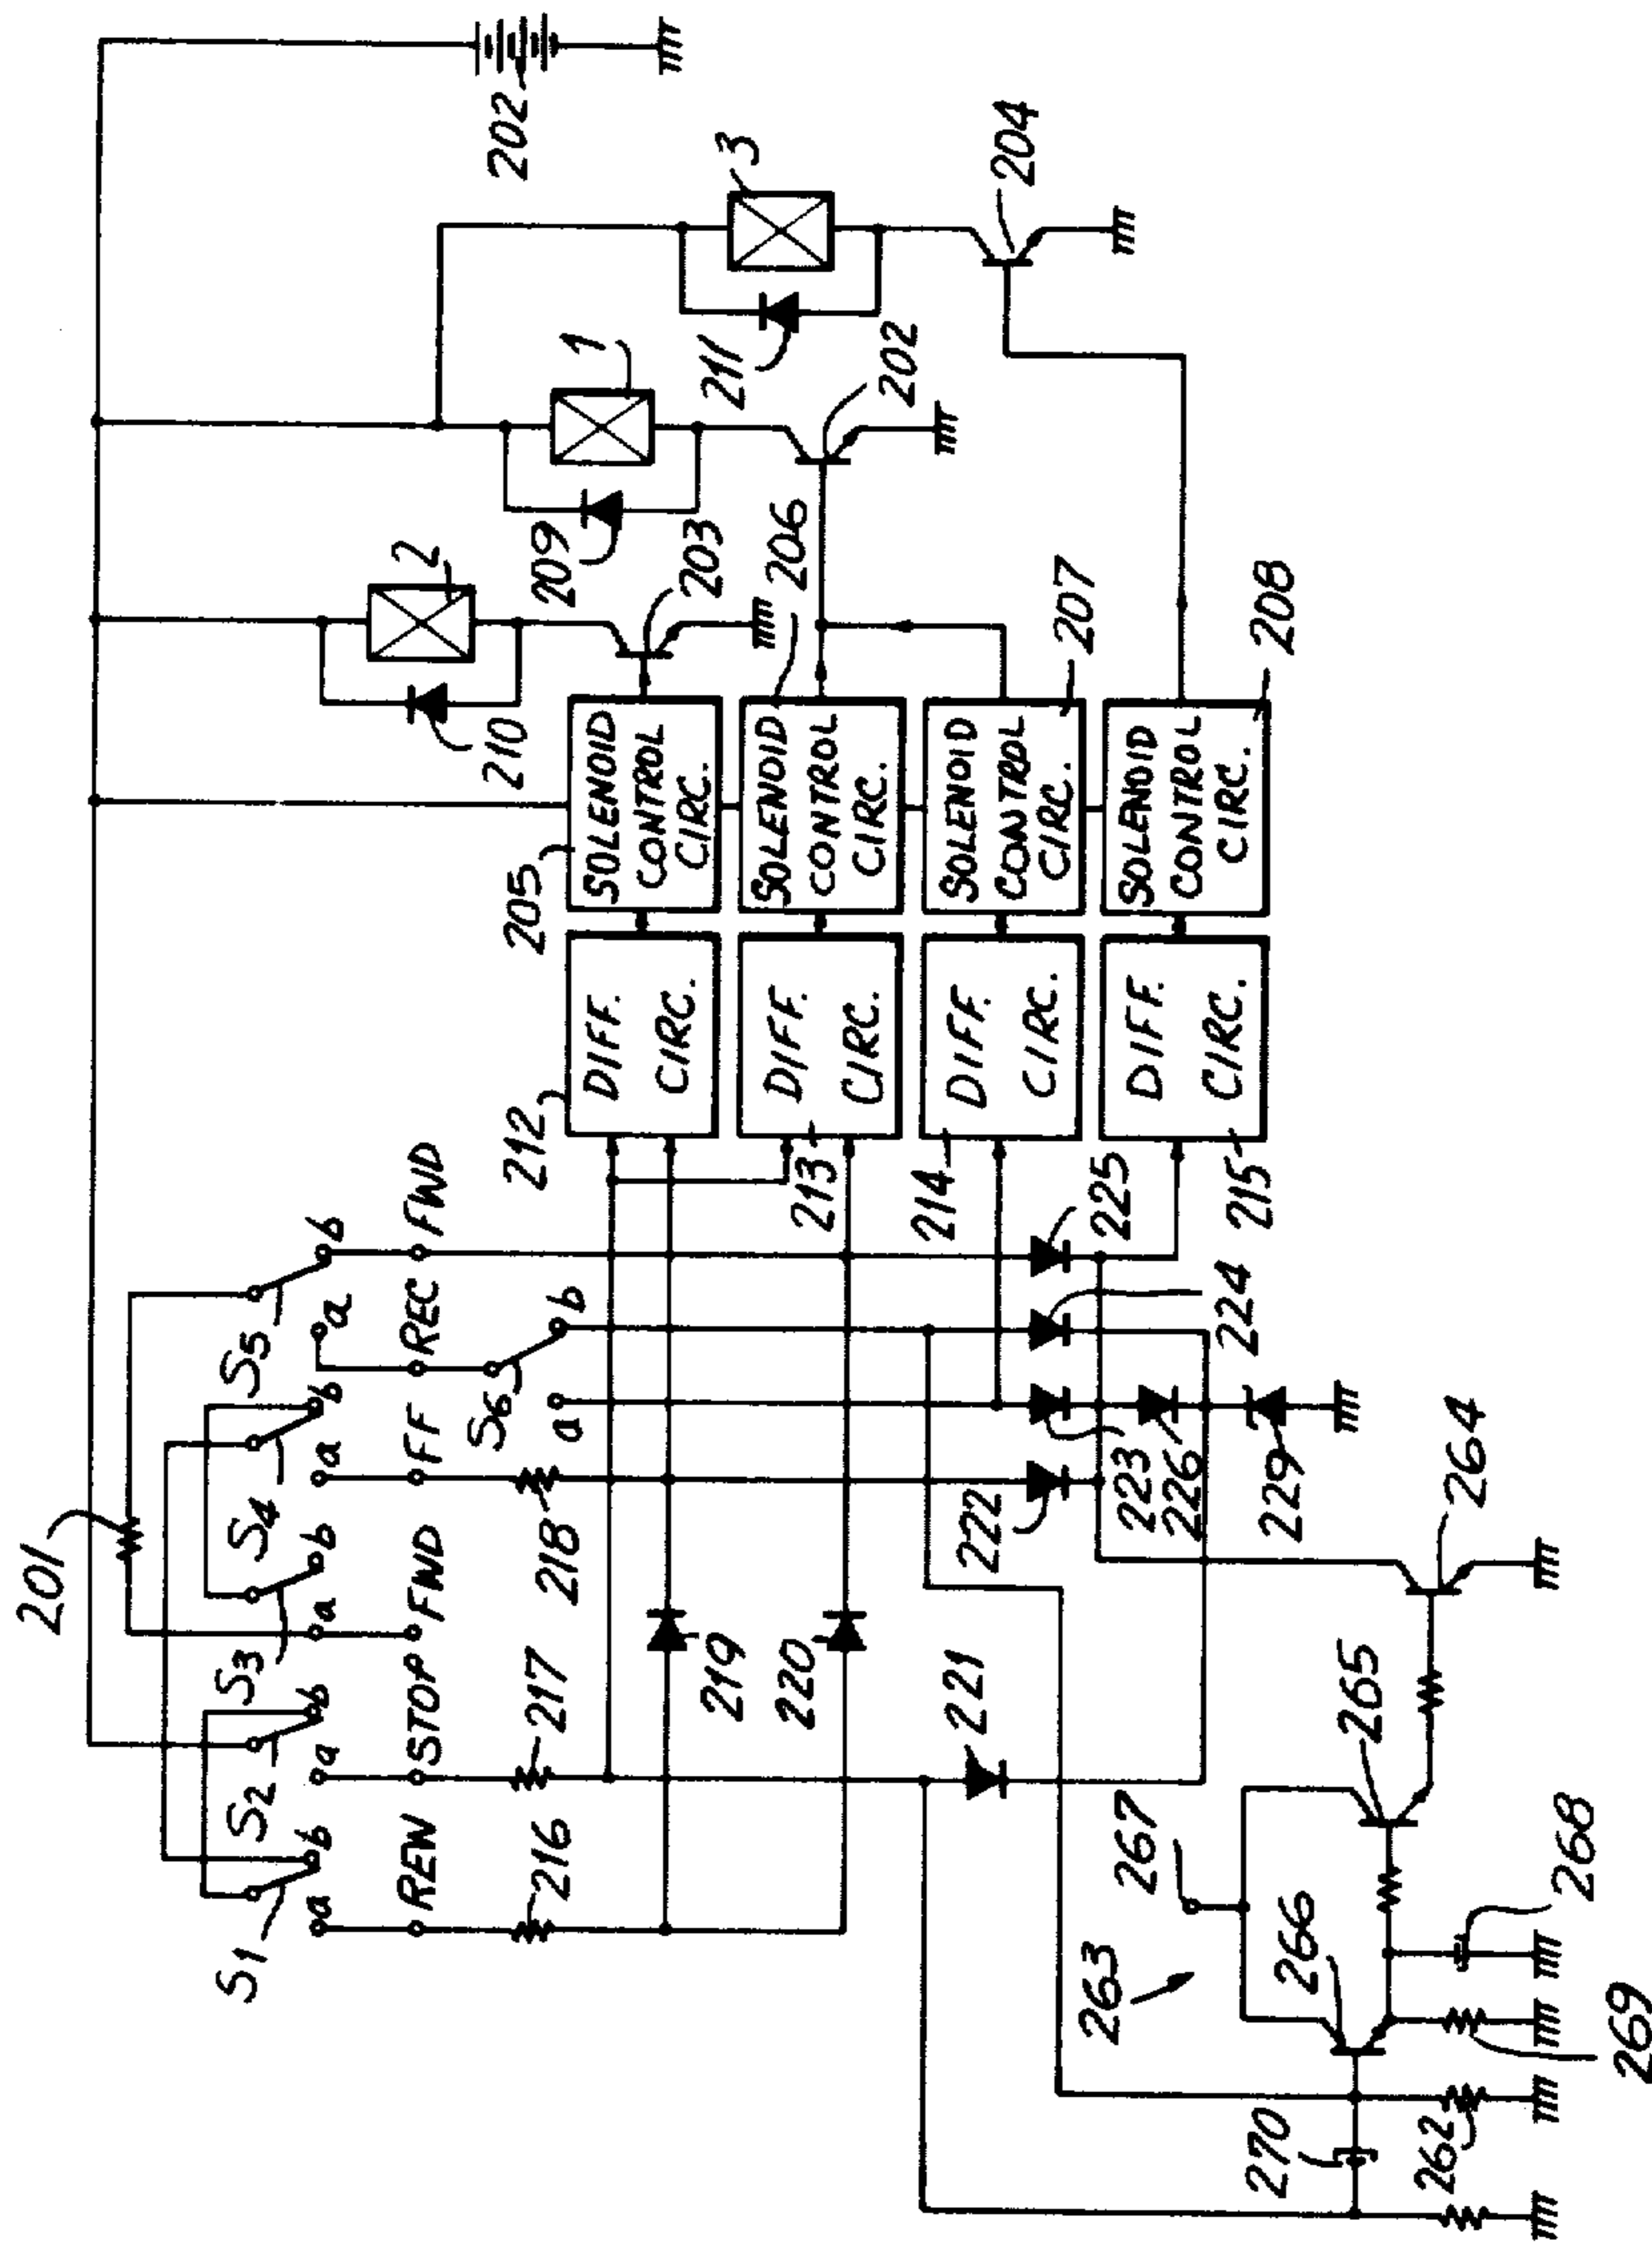 202
3
204
1
211
202
2
209
203
206
210
207
208
205
SOLENOID
CONTROL
CIRC.
SOLENOID
CONTROL
CIRC.
SOLENOID
CONTROL
CIRC.
SOLENOID
CONTROL
CIRC.
212
DIFF.
CIRC.
213
DIFF.
CIRC.
214
DIFF.
CIRC.
215
DIFF.
CIRC.
S5
a
b
FWD
REC
S6
a
b
225
224
S4
a
b
FF
218
222
223
226
229
264
201
S3
a
b
FWD
219
220
S2
a
b
STOP
217
221
265
S1
a
b
REW
216
267
263
266
268
269
270
262